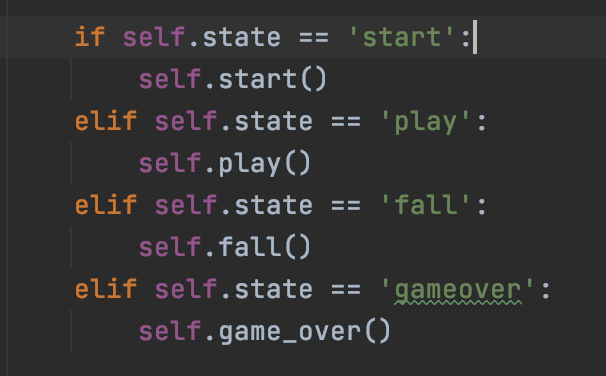 if self.state == 'start':
    self.start()
elif self.state == 'play':
    self.play()
elif self.state == 'fall':
    self.fall()
elif self.state == 'gameover':
    self.game_over()